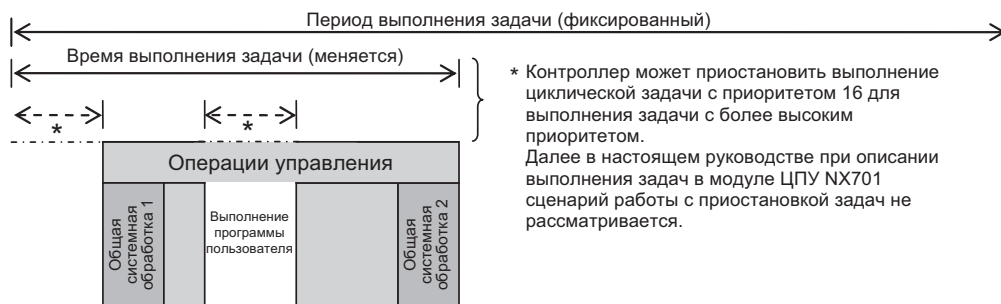 Период выполнения задачи (фиксированный)
Время выполнения задачи (меняется)
* Контроллер может приостановить выполнение
циклической задачи с приоритетом 16 для
выполнения задачи с более высоким
приоритетом.
Далее в настоящем руководстве при описании
выполнения задач в модуле ЦПУ NX701
сценарий работы с приостановкой задач не
рассматривается.
*
*
Операции управления
Общая
системная
обработка 1
Выполнение
программы
пользователя
Общая
системная
обработка 2